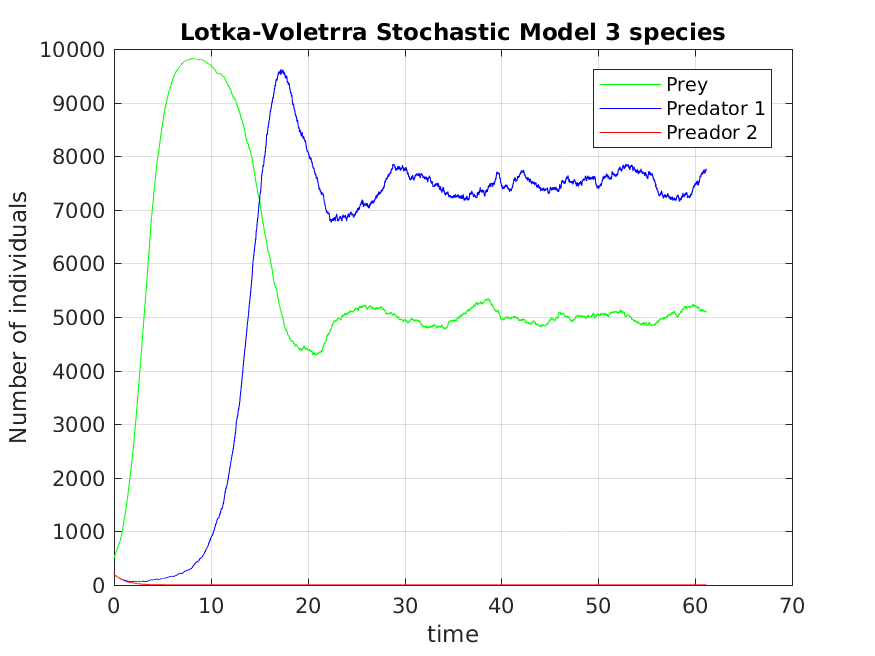 Lotka-Voletrra Stochastic Model 3 species
10000
9000
8000
7000
6000
5000
4000
3000
2000
1000
0
Number of individuals
Prey
Predator 1
Preador 2
0 10 20 30 40 50 60 70
time